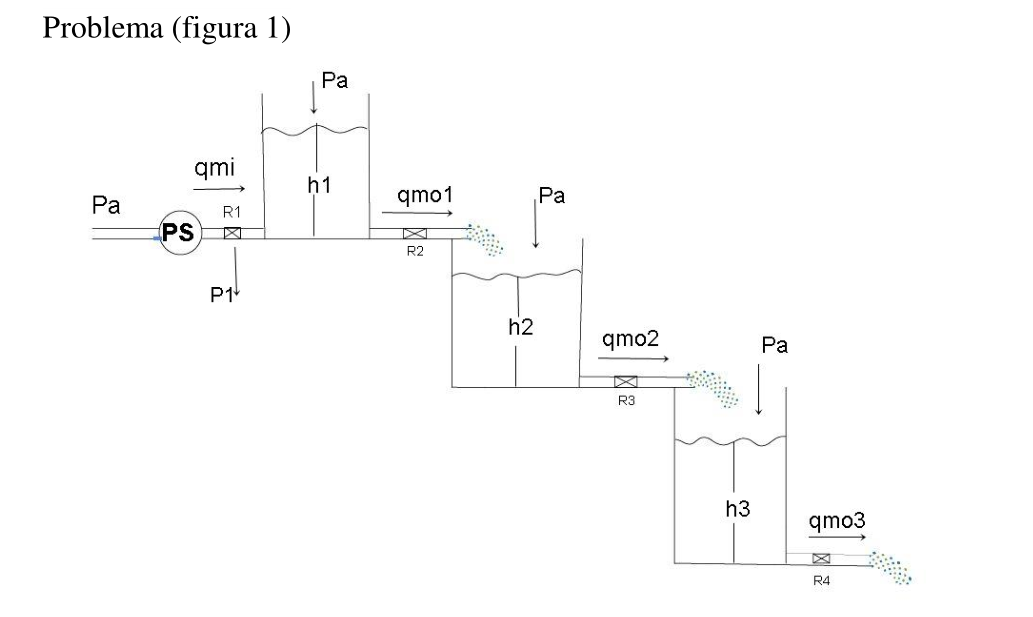 Problema (figura 1)
Pa
qmi
h1
qmo1
Pa
Pa
R1
PS
R2
P1
h2
qmo2
Pa
R3
h3
qmo3
R4